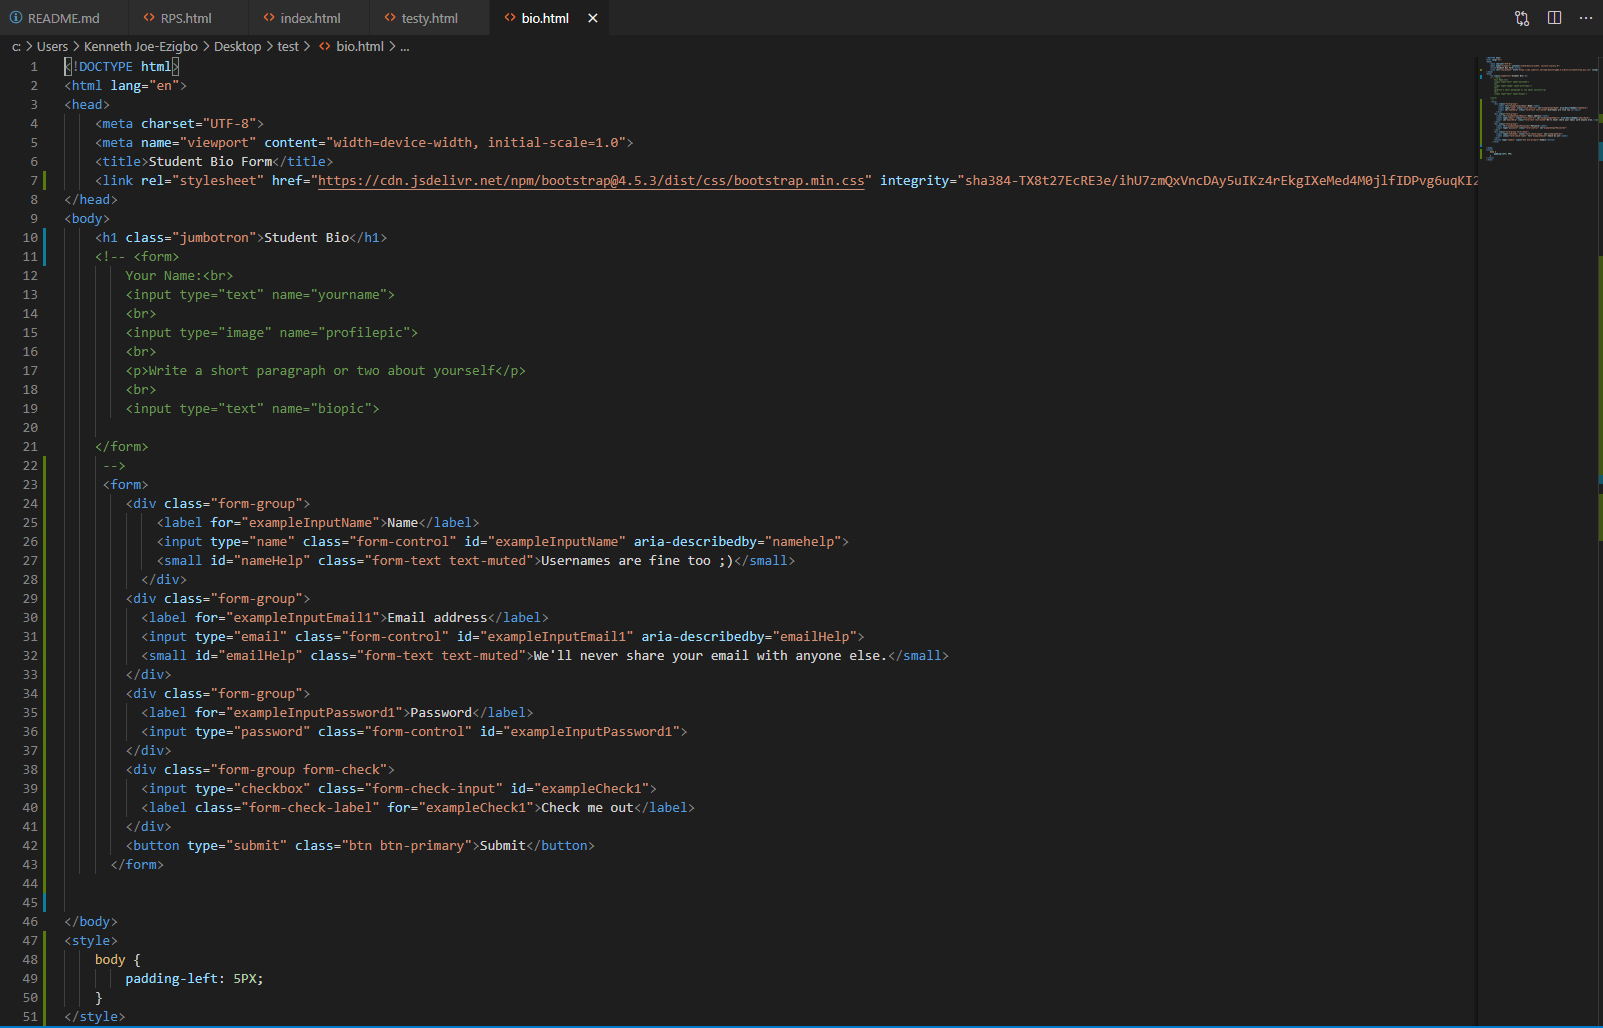 README.md RPS.html index.html testy.html bio.html
c: > Users > Kenneth Joe-Ezigbo > Desktop > test > bio.html > ...
1 <!DOCTYPE html>
2 <html lang="en">
3 <head>
4 <meta charset="UTF-8">
5 <meta name="viewport" content="width=device-width, initial-scale=1.0">
6 <title>Student Bio Form</title>
7 <link rel="stylesheet" href="https://cdn.jsdelivr.net/npm/bootstrap@4.5.3/dist/css/bootstrap.min.css" integrity="sha384-TX8t27EcRE3e/ihU7zmQxVncDAy5uIKz4rEkgIXeMed4M0jlfIDPvg6uqKI2
8 </head>
9 <body>
10 <h1 class="jumbotron">Student Bio</h1>
11 <!-- <form>
12 Your Name:<br>
13 <input type="text" name="yourname">
14 <br>
15 <input type="image" name="profilepic">
16 <br>
17 <p>Write a short paragraph or two about yourself</p>
18 <br>
19 <input type="text" name="biopic">
20
21 </form>
22 -->
23 <form>
24 <div class="form-group">
25 <label for="exampleInputName">Name</label>
26 <input type="name" class="form-control" id="exampleInputName" aria-describedby="namehelp">
27 <small id="nameHelp" class="form-text text-muted">Usernames are fine too ;)</small>
28 </div>
29 <div class="form-group">
30 <label for="exampleInputEmail1">Email address</label>
31 <input type="email" class="form-control" id="exampleInputEmail1" aria-describedby="emailHelp">
32 <small id="emailHelp" class="form-text text-muted">We'll never share your email with anyone else.</small>
33 </div>
34 <div class="form-group">
35 <label for="exampleInputPassword1">Password</label>
36 <input type="password" class="form-control" id="exampleInputPassword1">
37 </div>
38 <div class="form-group form-check">
39 <input type="checkbox" class="form-check-input" id="exampleCheck1">
40 <label class="form-check-label" for="exampleCheck1">Check me out</label>
41 </div>
42 <button type="submit" class="btn btn-primary">Submit</button>
43 </form>
44
45
46 </body>
47 <style>
48 body {
49 padding-left: 5PX;
50 }
51 </style>